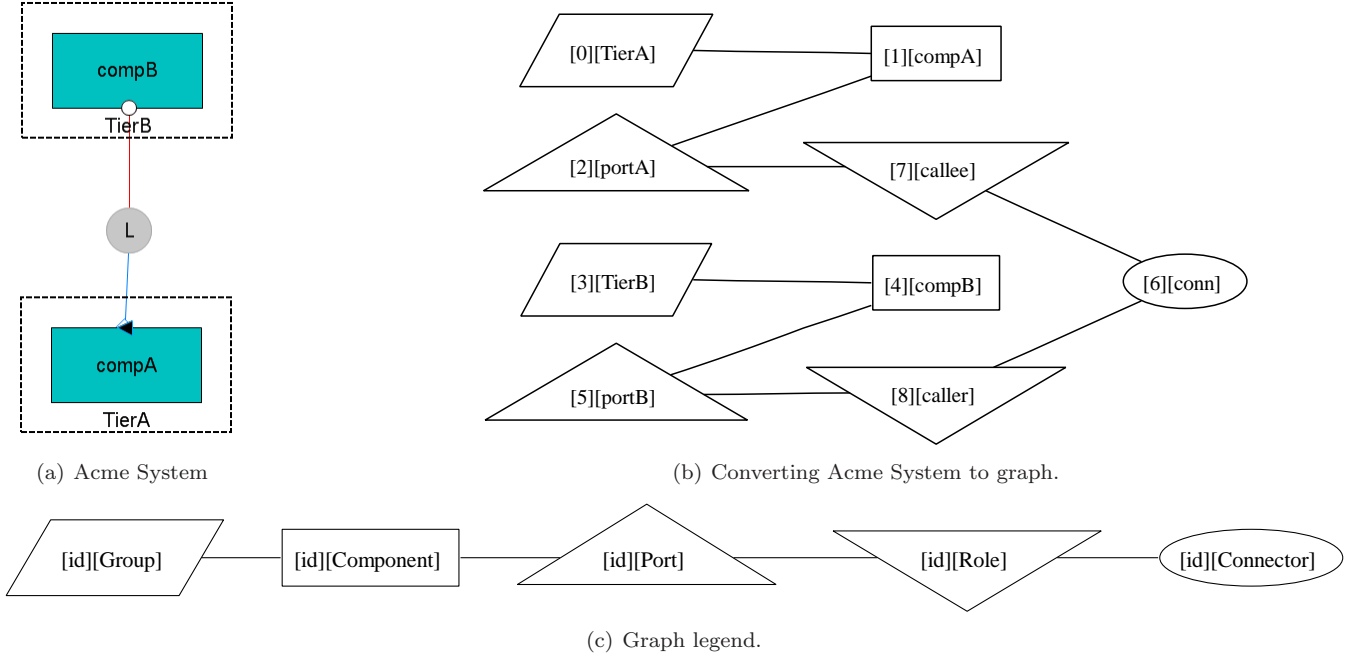 compB
TierB
L
compA
TierA
(a) Acme System
[0][TierA]
[1][compA]
[2][portA]
[7][callee]
[3][TierB]
[4][compB]
[6][conn]
[5][portB]
[8][caller]
(b) Converting Acme System to graph.
[id][Group]
[id][Component]
[id][Port]
[id][Role]
[id][Connector]
(c) Graph legend.